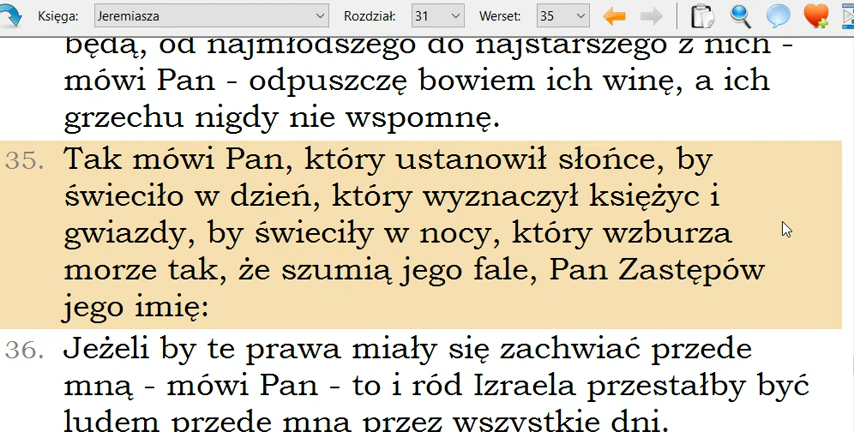 Księga: Jeremiasza Rozdział: 31 Werset: 35
będą, od najmłodszego do najstarszego z nich -
mówi Pan - odpuszczę bowiem ich winę, a ich
grzechu nigdy nie wspomnę.
35. Tak mówi Pan, który ustanowił słońce, by
świeciło w dzień, który wyznaczył księżyc i
gwiazdy, by świeciły w nocy, który wzburza
morze tak, że szumią jego fale, Pan Zastępów
jego imię:
36. Jeżeli by te prawa miały się zachwiać przede
mną - mówi Pan - to i ród Izraela przestałby być
ludem przede mną przez wszystkie dni.